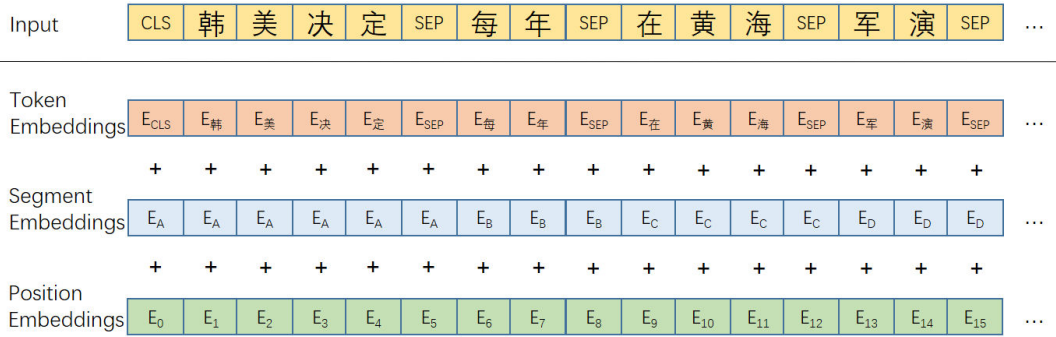 Input CLS 韩 美 决 定 SEP 每 年 SEP 在 黄 海 SEP 军 演 SEP ...
Token
Embeddings E_CLS E_韩 E_美 E_决 E_定 E_SEP E_每 E_年 E_SEP E_在 E_黄 E_海 E_SEP E_军 E_演 E_SEP ...
+ + + + + + + + + + + + + + + +
Segment
Embeddings E_A E_A E_A E_A E_A E_A E_B E_B E_B E_C E_C E_C E_C E_D E_D E_D ...
+ + + + + + + + + + + + + + + +
Position
Embeddings E_0 E_1 E_2 E_3 E_4 E_5 E_6 E_7 E_8 E_9 E_10 E_11 E_12 E_13 E_14 E_15 ...